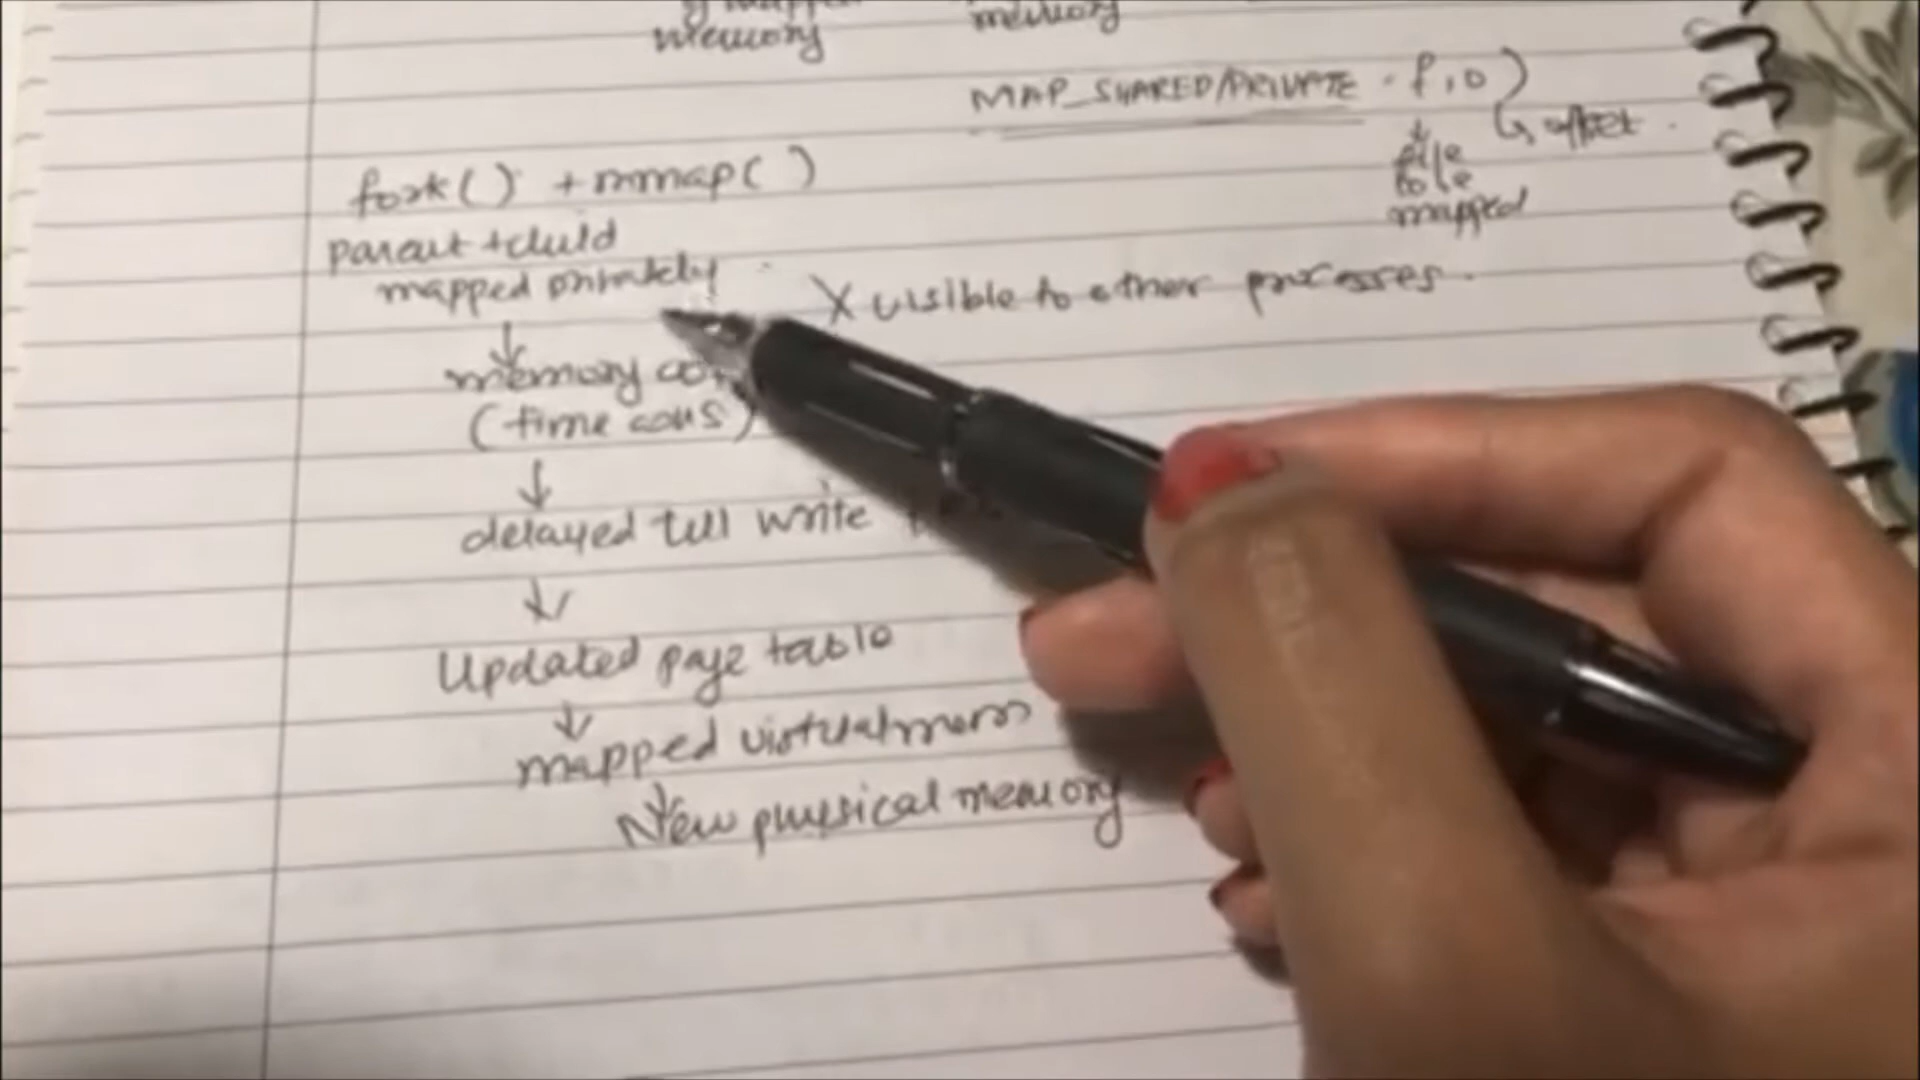 mapped memory
memory
MAP_SHARED/PRIVATE . f, o )
↳ offset.
↓
file
to be
mapped
fork() + mmap( )
parent + child
mapped privately
X visible to other processes.
↓
memory
(time cons)
↓
delayed till write
↓
Updated page table
↓
mapped virtual mem
↓
New physical memory